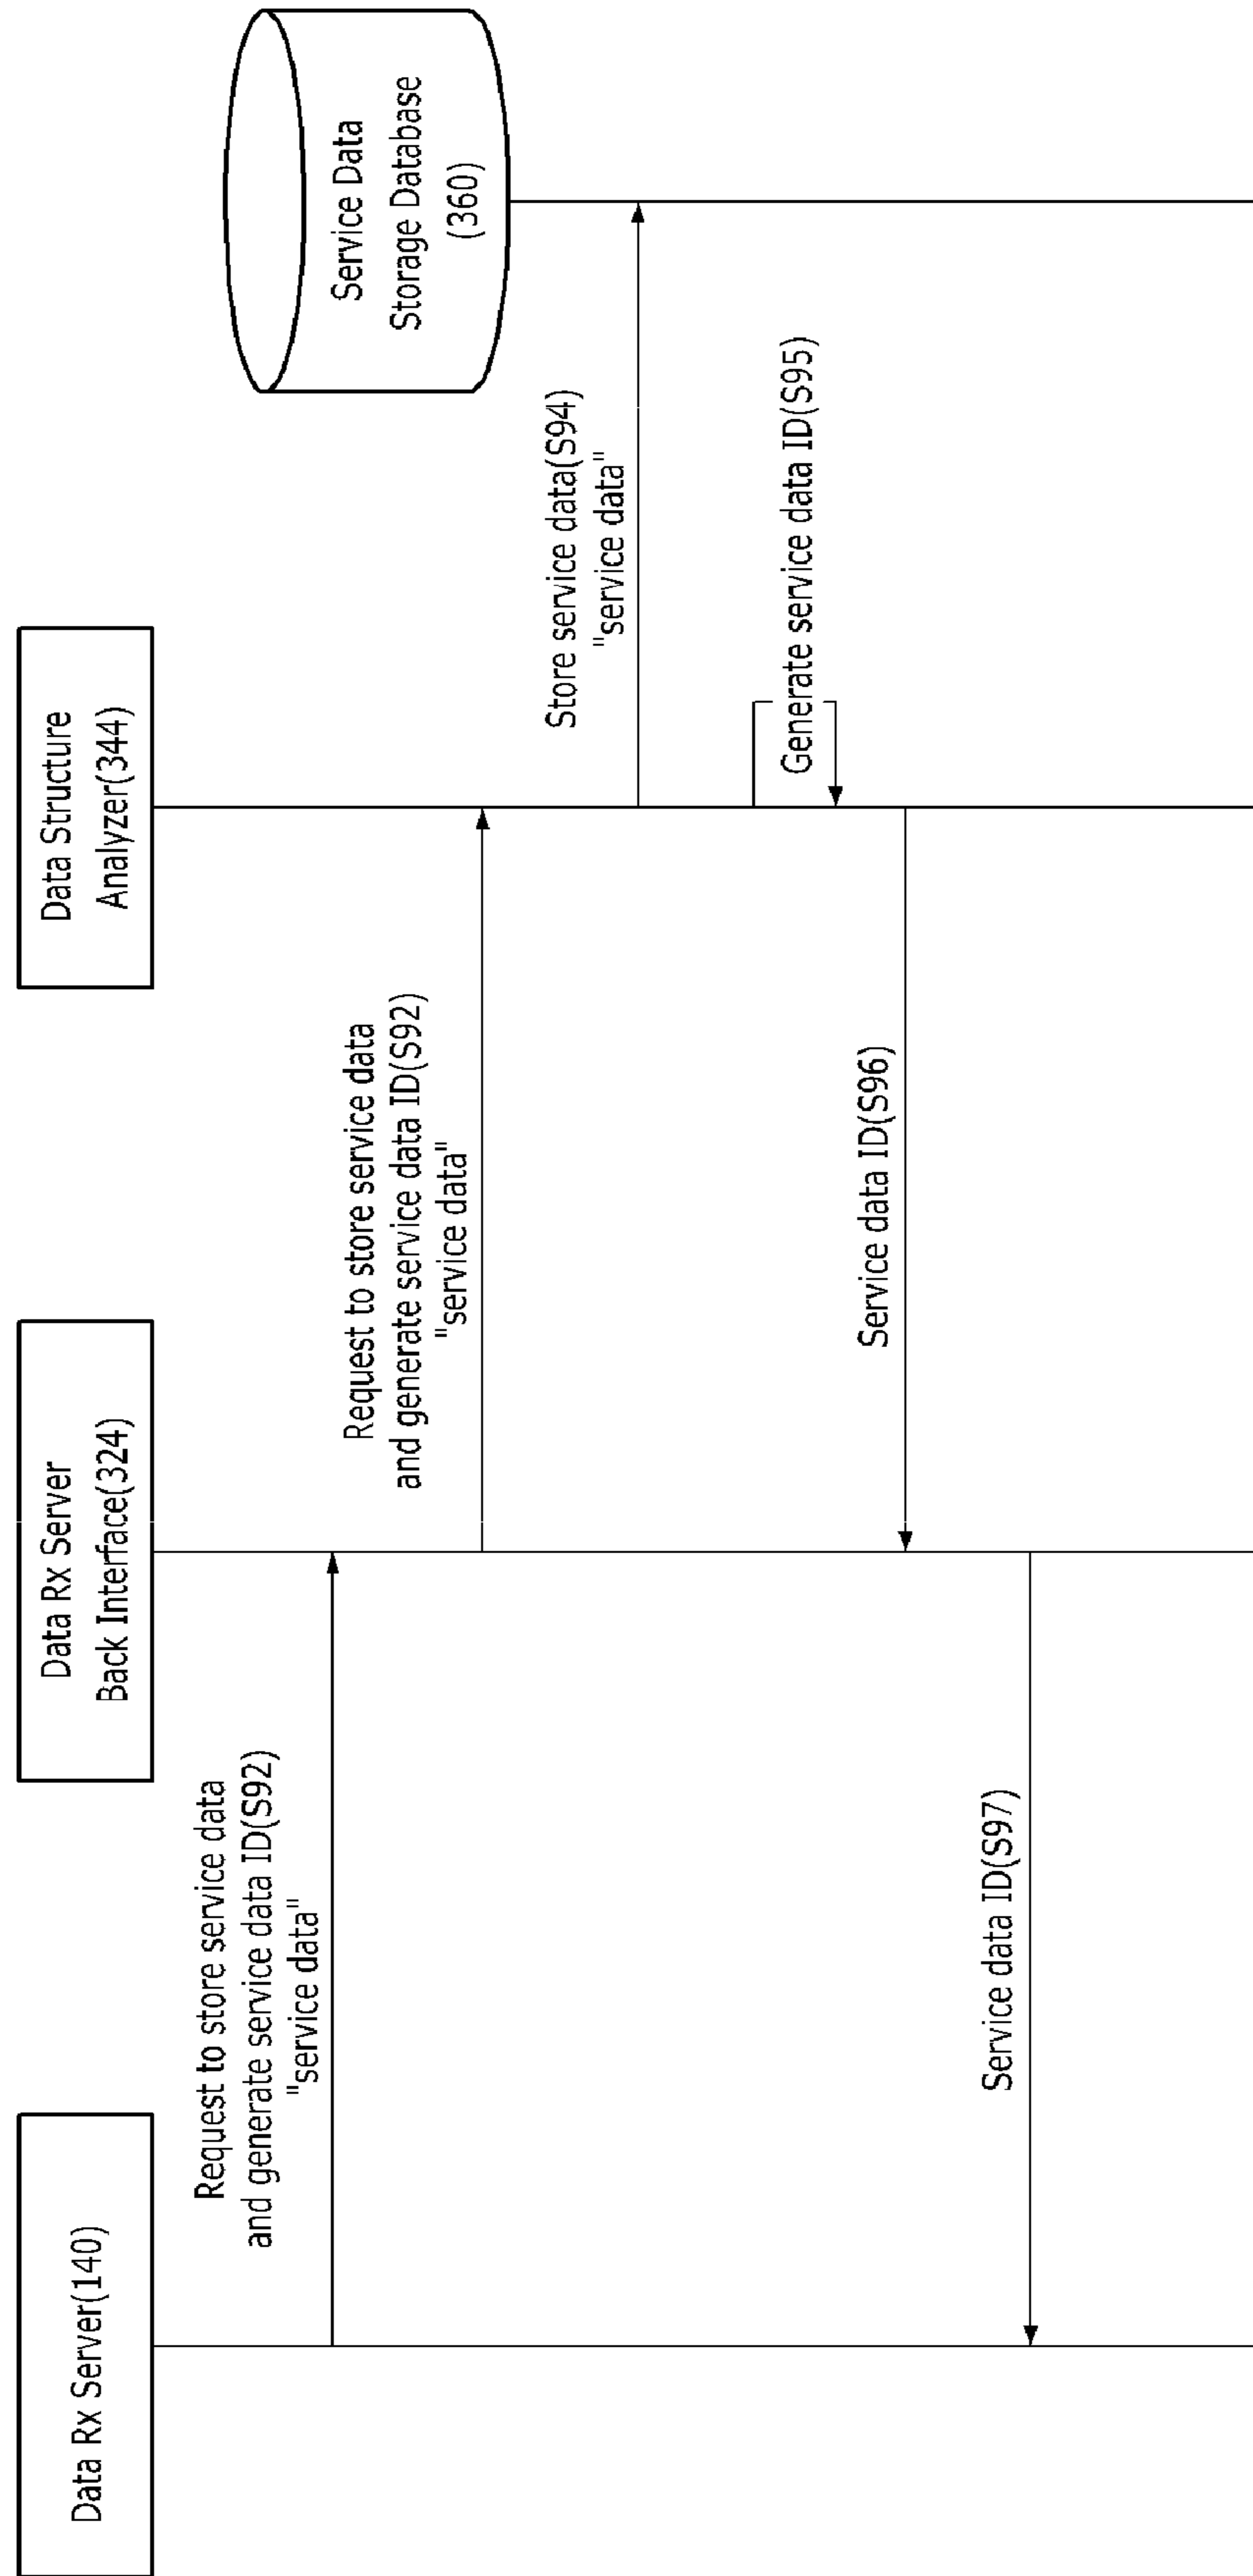 Data Rx Server(140)
Data Rx Server
Back Interface(324)
Data Structure
Analyzer(344)
Service Data
Storage Database
(360)
Request to store service data
and generate service data ID(S92)
"service data"
Request to store service data
and generate service data ID(S92)
"service data"
Store service data(S94)
"service data"
Generate service data ID(S95)
Service data ID(S96)
Service data ID(S97)